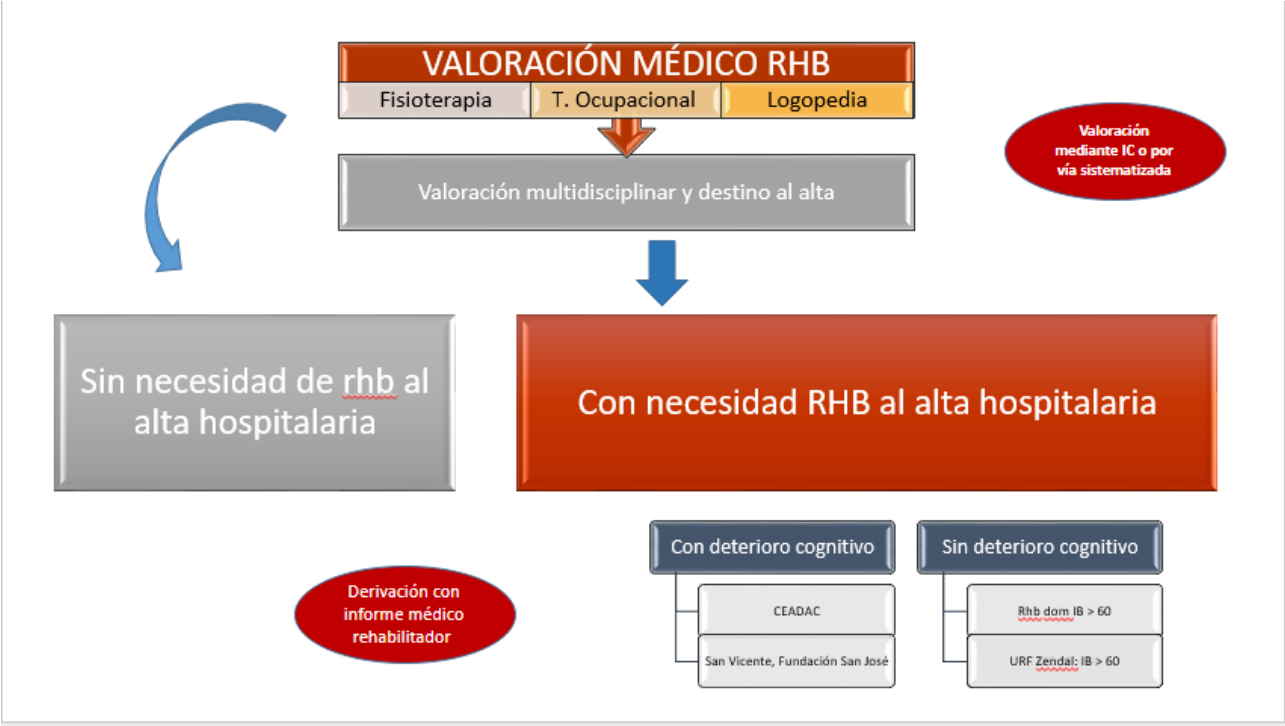 VALORACIÓN MÉDICO RHB
Fisioterapia
T. Ocupacional
Logopedia
Valoración
mediante IC o por
vía sistematizada
Valoración multidisciplinar y destino al alta
Sin necesidad de rhb al
alta hospitalaria
Con necesidad RHB al alta hospitalaria
Con deterioro cognitivo
Sin deterioro cognitivo
Derivación con
informe médico
rehabilitador
CEADAC
San Vicente, Fundación San José
Rhb dom IB > 60
URF Zendal: IB > 60